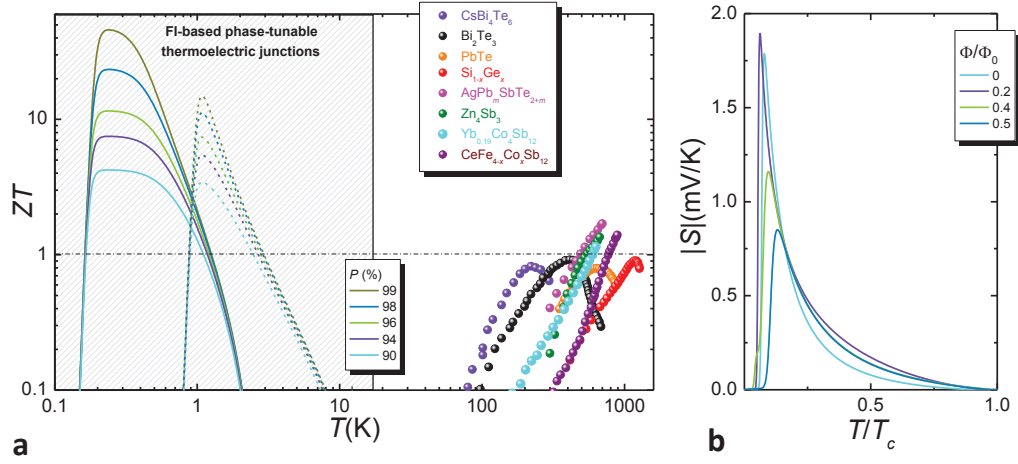 FI-based phase-tunable
thermoelectric junctions
CsBi4Te6
Bi2Te3
PbTe
Si1-xGex
AgPbmSbTe2+m
Zn4Sb3
Yb0.19Co4Sb12
CeFe4-xCoxSb12
ZT
10
1
0.1
P (%)
99
98
96
94
90
0.1
1
10
100
1000
T(K)
a
|S|(mV/K)
2.0
1.5
1.0
0.5
0.0
Φ/Φ0
0
0.2
0.4
0.5
0.5
1.0
T/Tc
b